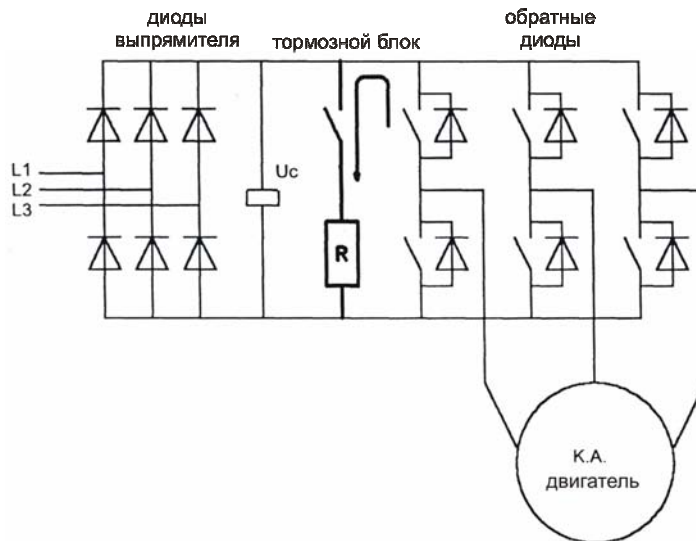 диоды
выпрямителя
тормозной блок
обратные
диоды
L1
L2
L3
Uc
R
К.А.
двигатель